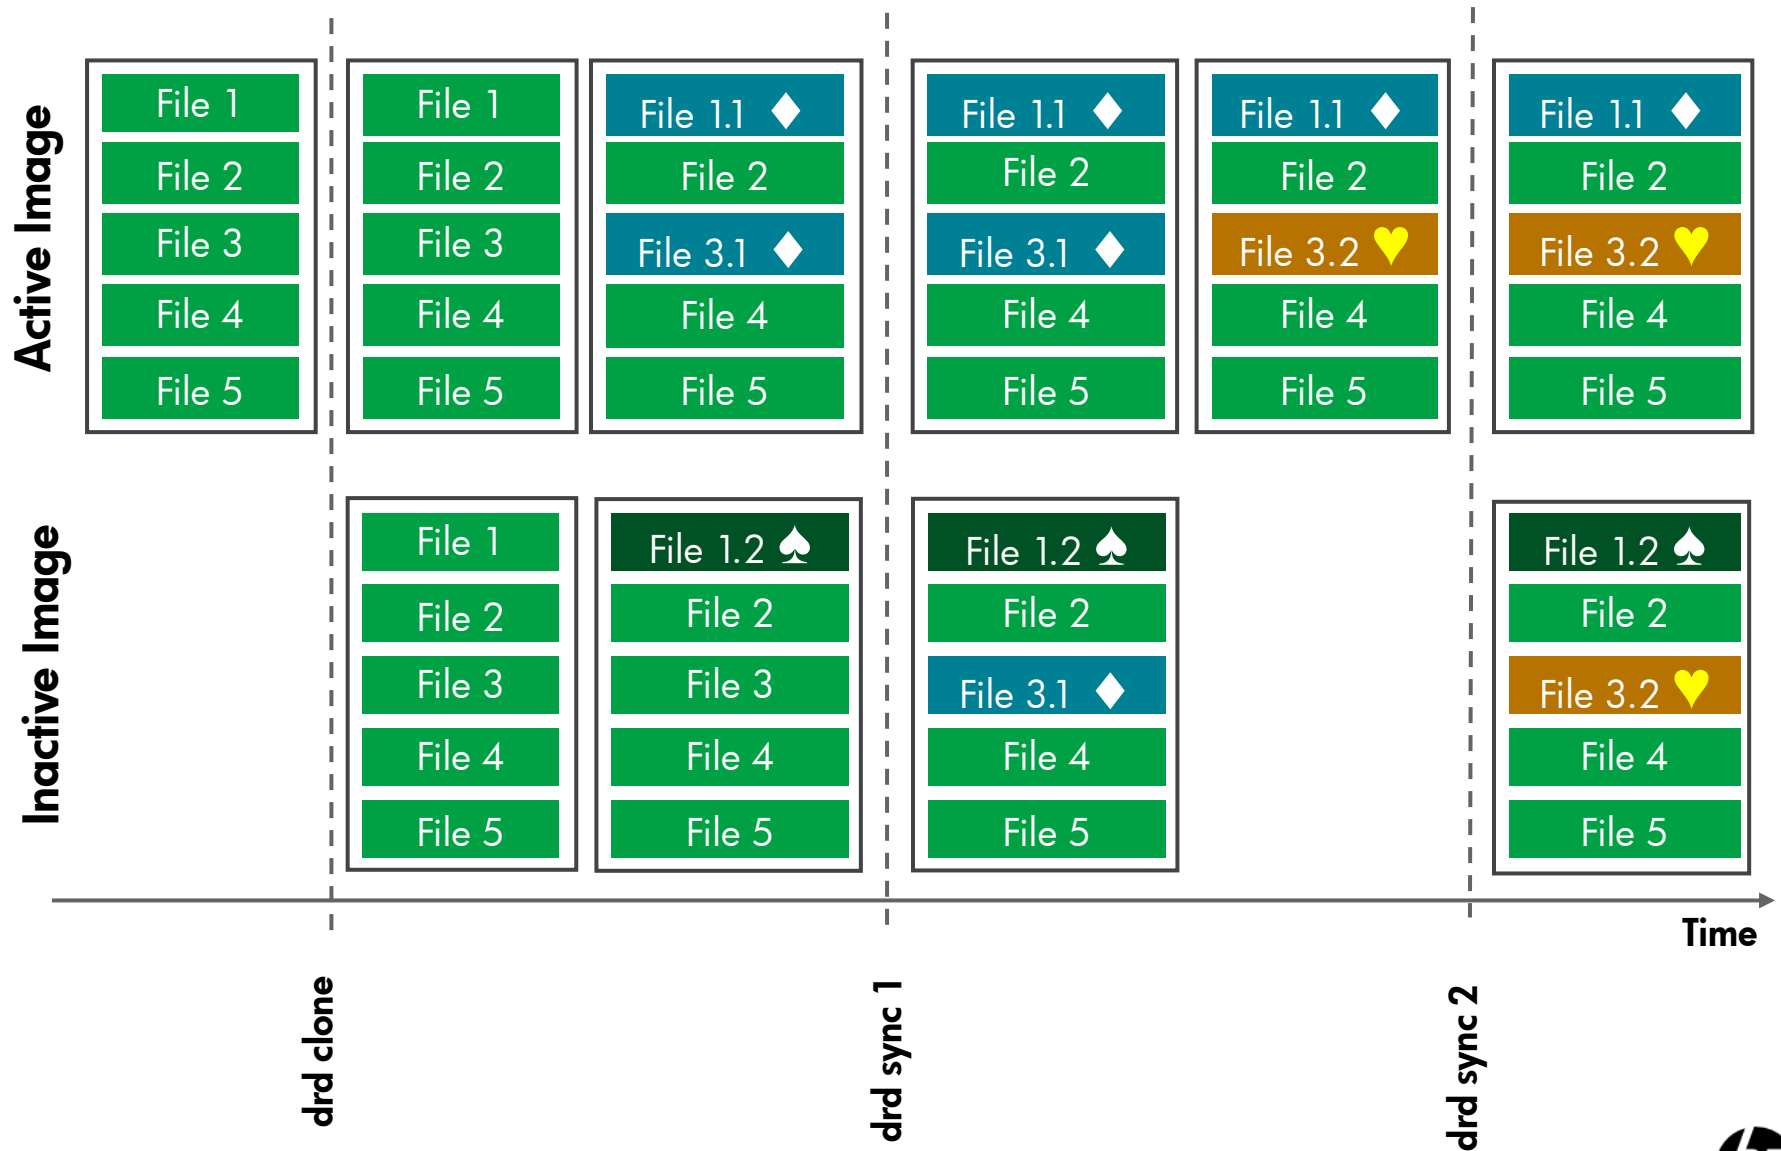 Active Image
File 1
File 2
File 3
File 4
File 5
File 1
File 2
File 3
File 4
File 5
File 1.1 ♦
File 2
File 3.1 ♦
File 4
File 5
File 1.1 ♦
File 2
File 3.1 ♦
File 4
File 5
File 1.1 ♦
File 2
File 3.2 ♥
File 4
File 5
File 1.1 ♦
File 2
File 3.2 ♥
File 4
File 5
Inactive Image
File 1
File 2
File 3
File 4
File 5
File 1.2 ♠
File 2
File 3
File 4
File 5
File 1.2 ♠
File 2
File 3.1 ♦
File 4
File 5
File 1.2 ♠
File 2
File 3.2 ♥
File 4
File 5
Time
drd clone
drd sync 1
drd sync 2